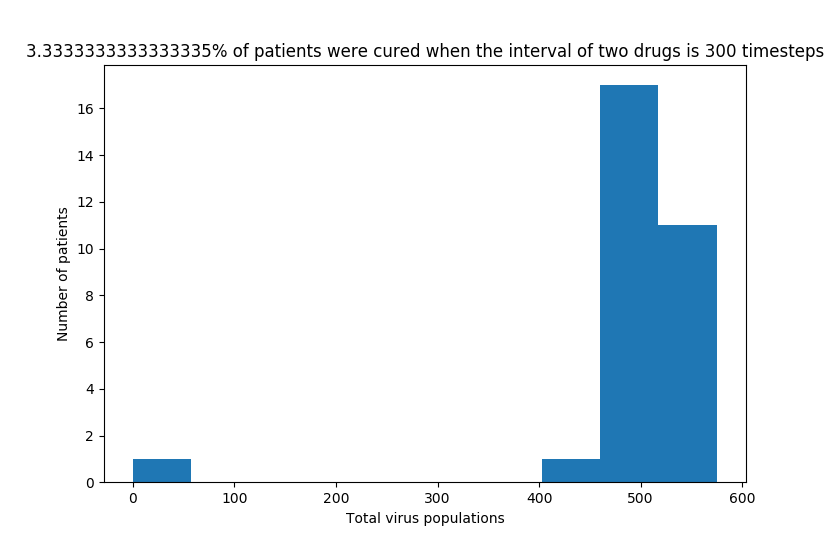 3.3333333333333335% of patients were cured when the interval of two drugs is 300 timesteps
16
14
12
10
8
6
4
2
0
Number of patients
0 100 200 300 400 500 600
Total virus populations